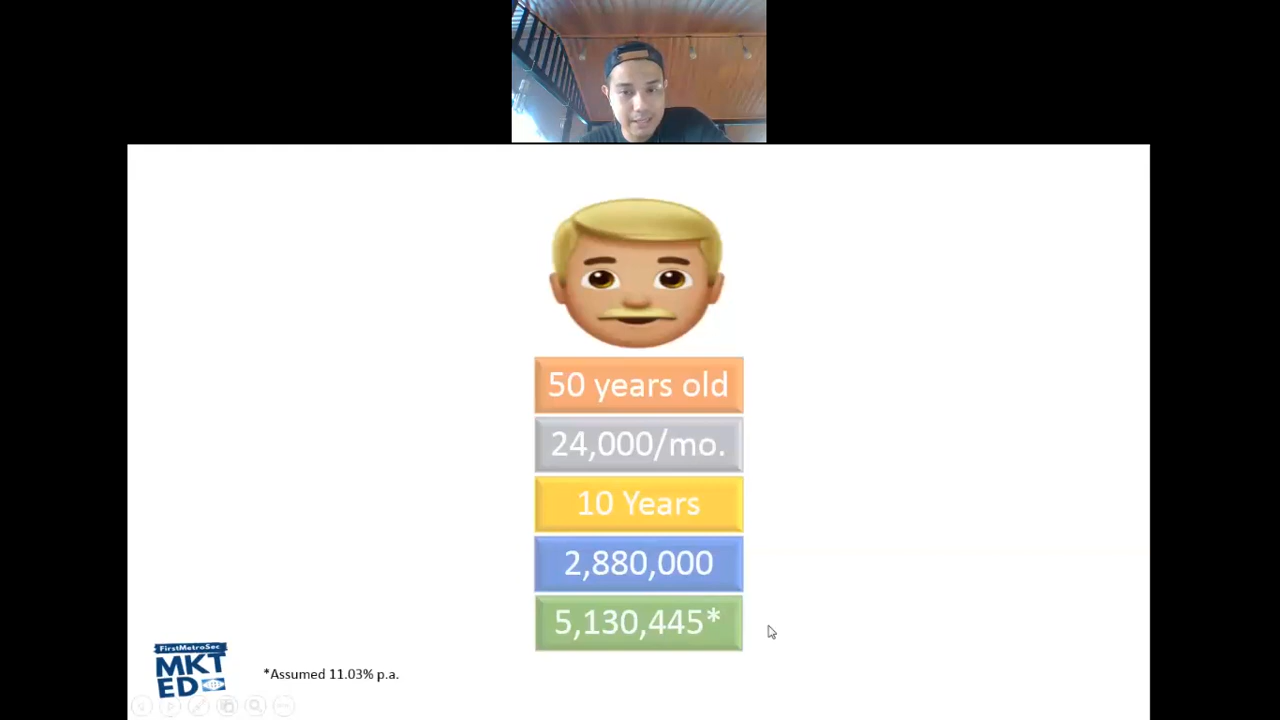 50 years old
24,000/mo.
10 Years
2,880,000
5,130,445*
FirstMetroSec
MKT
ED
*Assumed 11.03% p.a.